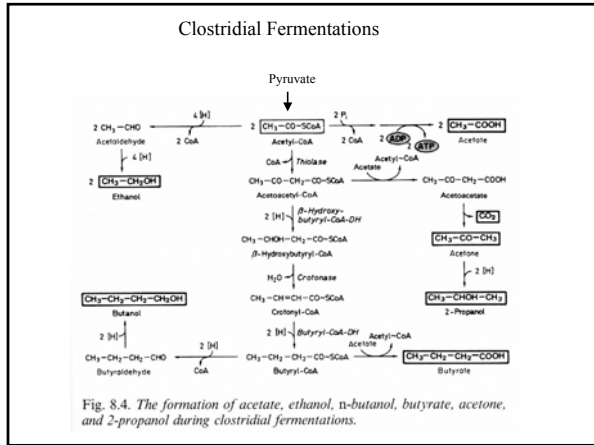 Clostridial Fermentations
Pyruvate
2 CH₃–CHO
Acetaldehyde
4 [H]
2 CoA
2 CH₃–CO–SCoA
Acetyl-CoA
2 Pᵢ
2 CoA
2 ADP
2 ATP
2 CH₃–COOH
Acetate
4 [H]
2 CH₃–CH₂OH
Ethanol
CoA
Thiolase
Acetyl-CoA
Acetate
CH₃–CO–CH₂–CO–SCoA
Acetoacetyl-CoA
CH₃–CO–CH₂–COOH
Acetoacetate
2 [H]
β-Hydroxy-
butyryl-CoA-DH
CO₂
CH₃–CHOH–CH₂–CO–SCoA
β-Hydroxybutyryl-CoA
CH₃–CO–CH₃
Acetone
H₂O
Crotonase
2 [H]
CH₃–CH=CH–CO–SCoA
Crotonyl-CoA
CH₃–CHOH–CH₃
2-Propanol
CH₃–CH₂–CH₂–CH₂OH
Butanol
2 [H]
2 [H]
Butyryl-CoA-DH
Acetyl-CoA
Acetate
2 [H]
CoA
CH₃–CH₂–CH₂–CHO
Butyraldehyde
CH₃–CH₂–CH₂–CO–SCoA
Butyryl-CoA
CH₃–CH₂–CH₂–COOH
Butyrate
Fig. 8.4. The formation of acetate, ethanol, n-butanol, butyrate, acetone,
and 2-propanol during clostridial fermentations.